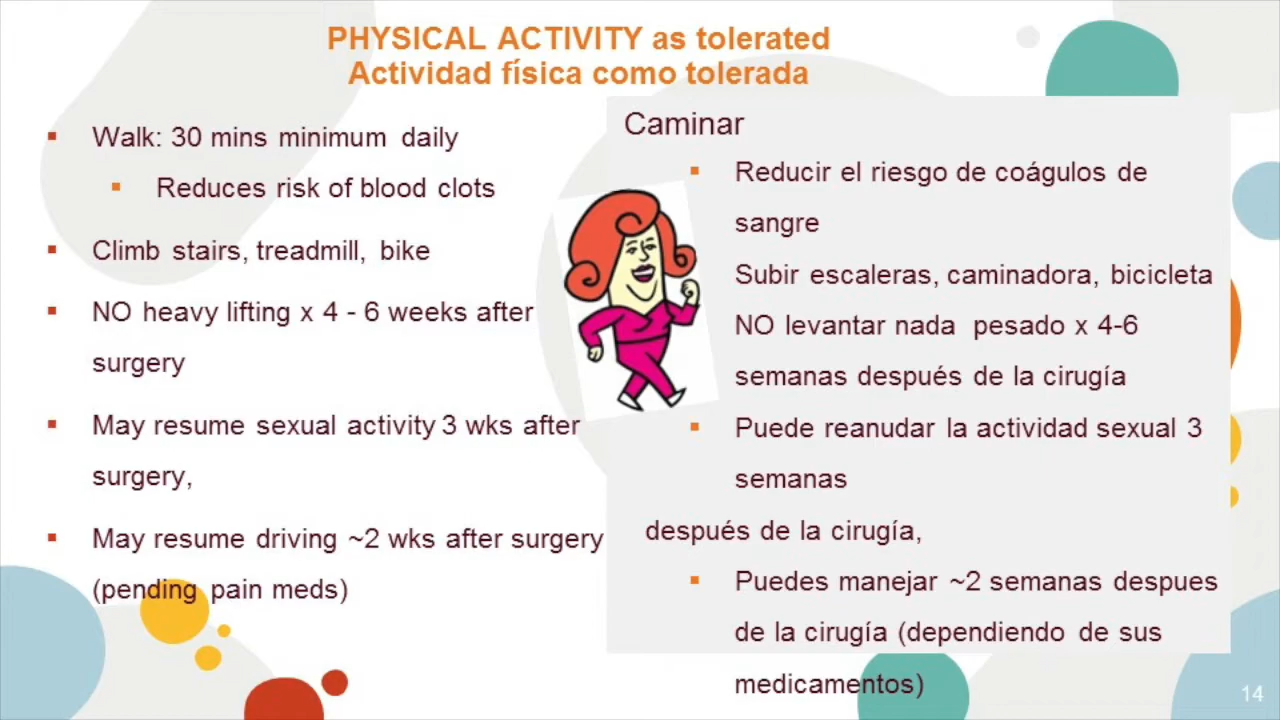 PHYSICAL ACTIVITY as tolerated
Actividad física como tolerada
Walk: 30 mins minimum daily
Reduces risk of blood clots
Climb stairs, treadmill, bike
NO heavy lifting x 4 - 6 weeks after
surgery
May resume sexual activity 3 wks after
surgery,
May resume driving ~2 wks after surgery
(pending pain meds)
Caminar
Reducir el riesgo de coágulos de
sangre
Subir escaleras, caminadora, bicicleta
NO levantar nada pesado x 4-6
semanas después de la cirugía
Puede reanudar la actividad sexual 3
semanas
después de la cirugía,
Puedes manejar ~2 semanas despues
de la cirugía (dependiendo de sus
medicamentos)
14